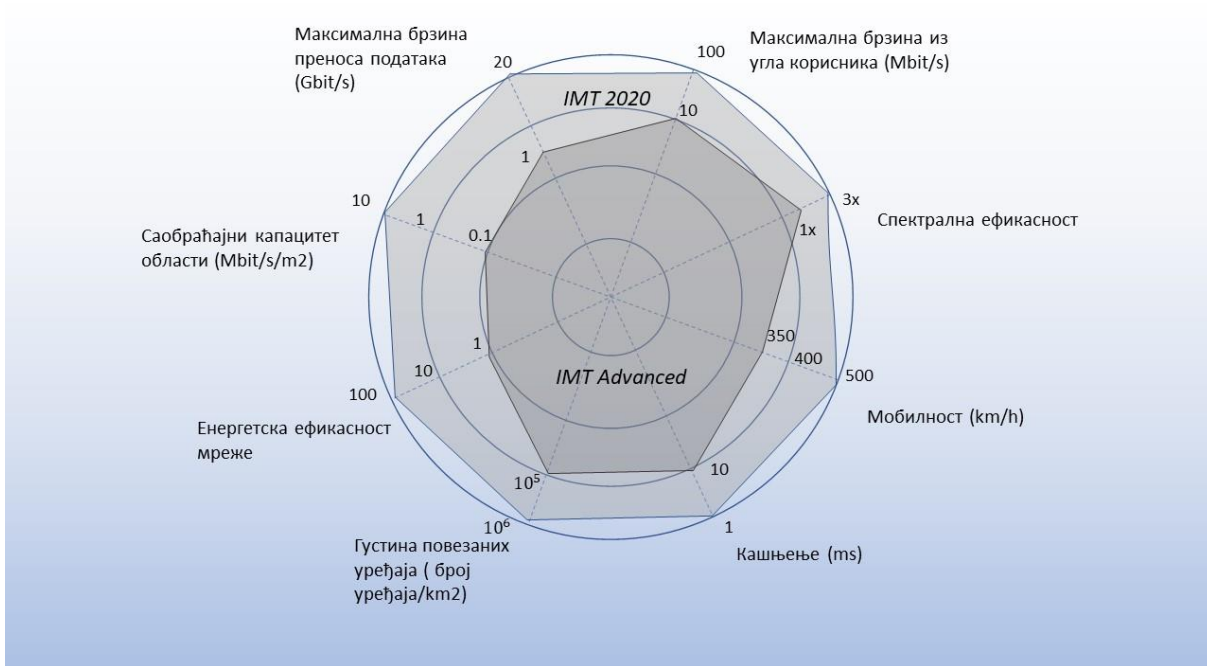 Максимална брзина
преноса података
(Gbit/s)
20
100
Максимална брзина из
угла корисника (Mbit/s)
IMT 2020
10
1
3x
1x
Спектрална ефикасност
10
1
0.1
Саобраћајни капацитет
области (Mbit/s/m2)
350
400
500
Мобилност (km/h)
1
10
100
IMT Advanced
Енергетска ефикасност
мреже
10⁵
10
10⁶
1
Густина повезаних
уређаја ( број
уређаја/km2)
Кашњење (ms)